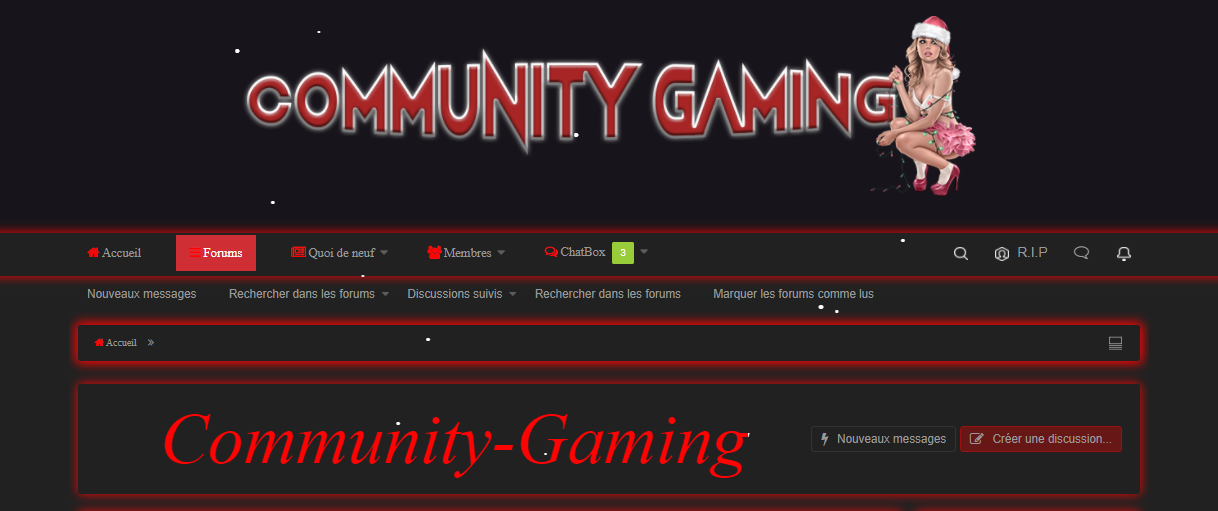 COMMUNITY GAMING
Accueil Forums Quoi de neuf Membres ChatBox 3 R.I.P
Nouveaux messages Rechercher dans les forums Discussions suivis Rechercher dans les forums Marquer les forums comme lus
Accueil »
Community-Gaming
Nouveaux messages Créer une discussion...